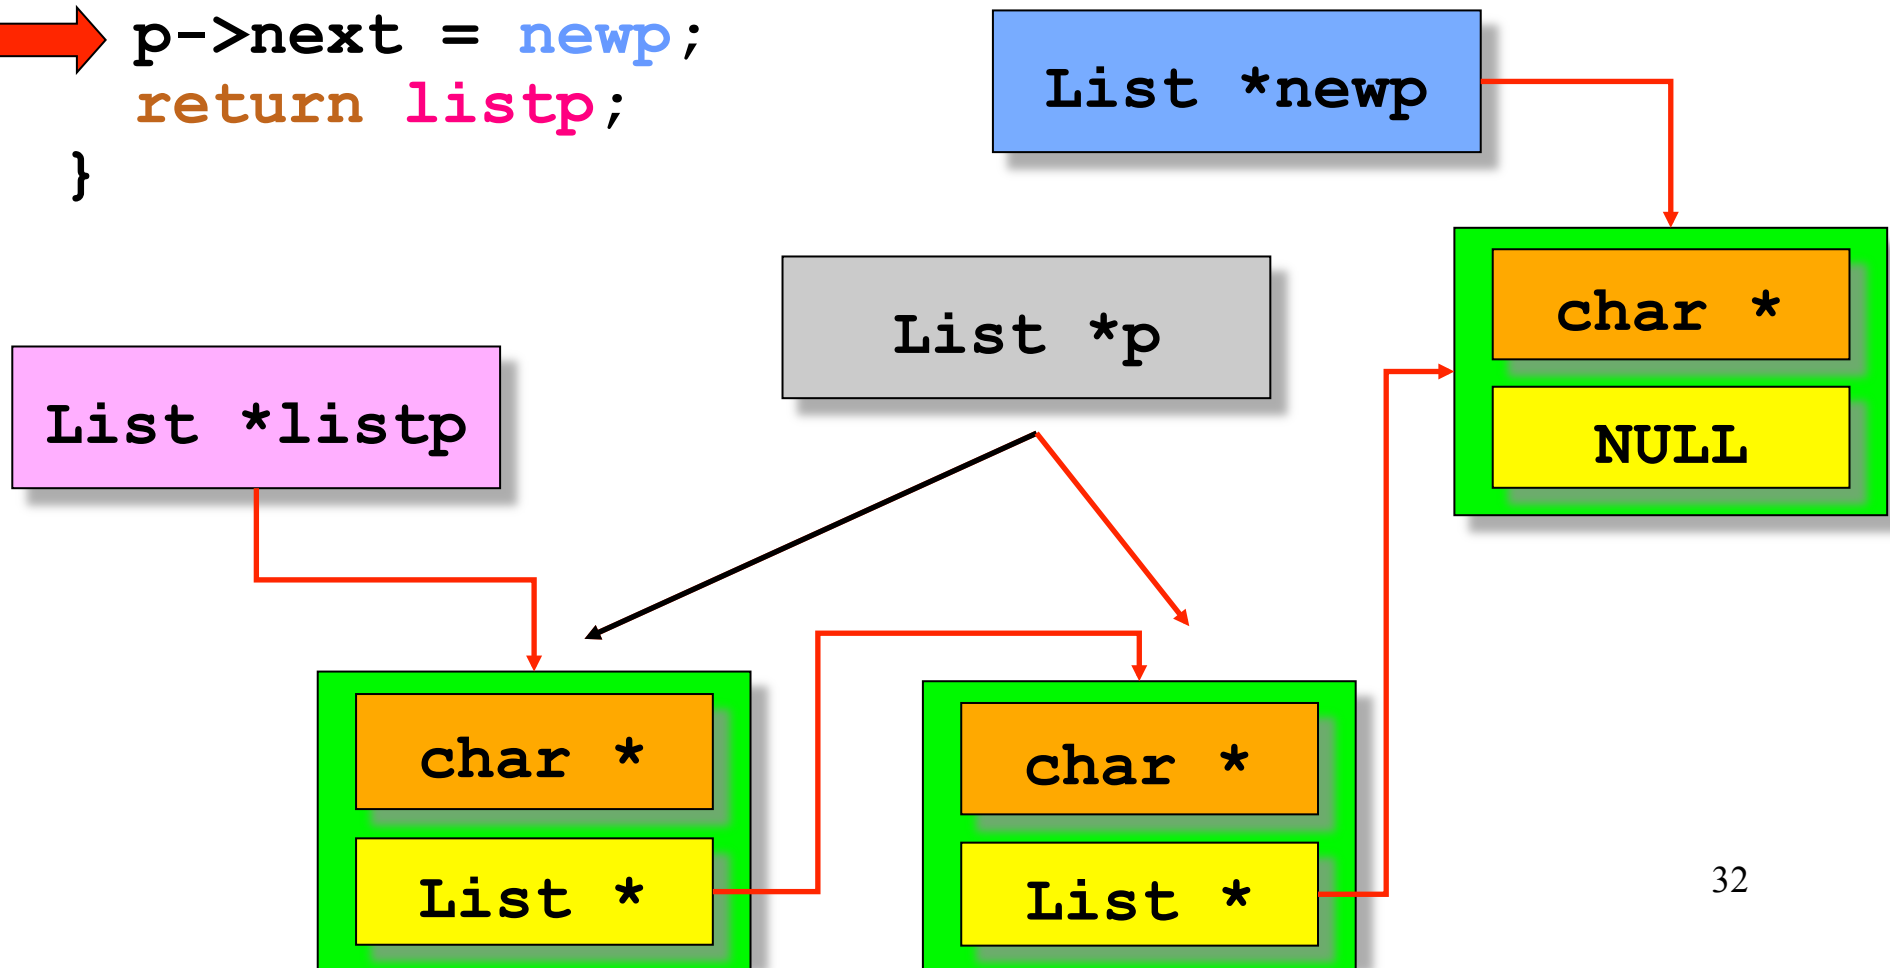 p->next = newp;
return listp;
}
List *newp
List *p
List *listp
char *
NULL
char *
List *
char *
List *
32